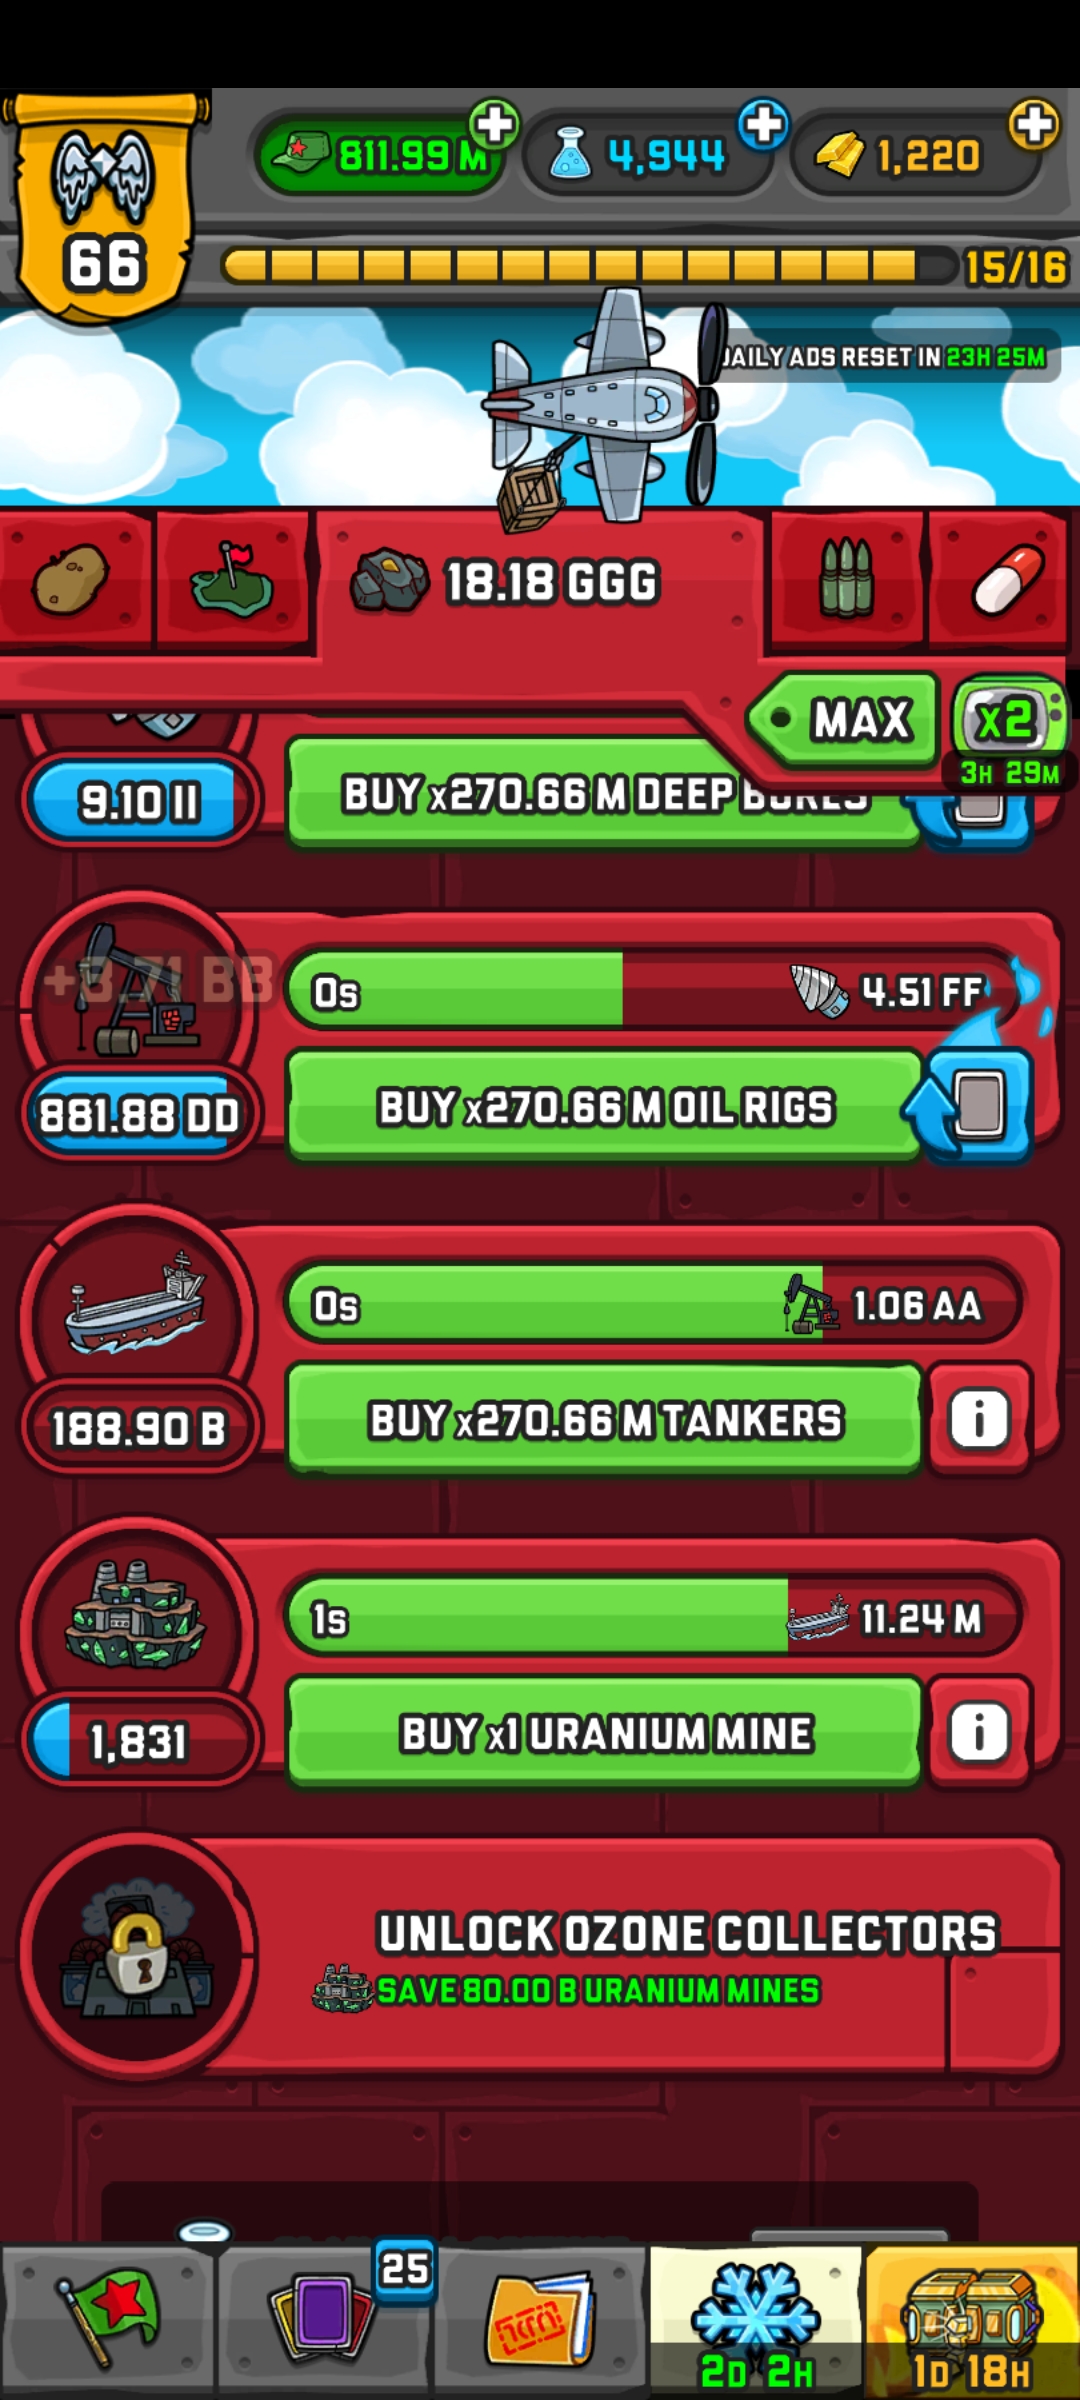 811.99 M
4,944
1,220
66
15/16
DAILY ADS RESET IN 23H 25M
18.18 GGG
MAX
x2
3H 29M
9.10 II
BUY x270.66 M DEEP BORES
+3.71 BB
0s
4.51 FF
881.88 DD
BUY x270.66 M OIL RIGS
0s
1.06 AA
188.90 B
BUY x270.66 M TANKERS
i
1s
11.24 M
1,831
BUY x1 URANIUM MINE
i
UNLOCK OZONE COLLECTORS
SAVE 80.00 B URANIUM MINES
25
2D 2H
1D 18H